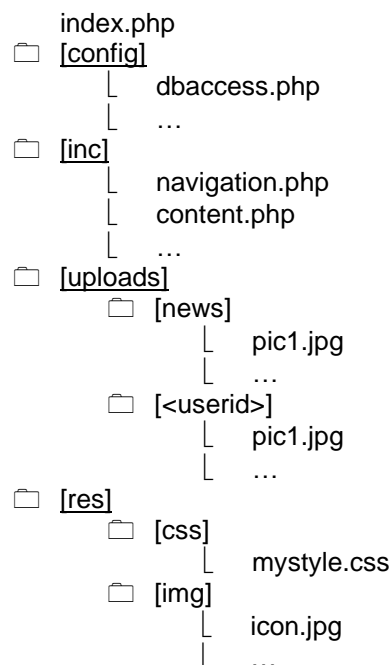 index.php
[config]
dbaccess.php
…
[inc]
navigation.php
content.php
…
[uploads]
[news]
pic1.jpg
…
[<userid>]
pic1.jpg
…
[res]
[css]
mystyle.css
[img]
icon.jpg
…